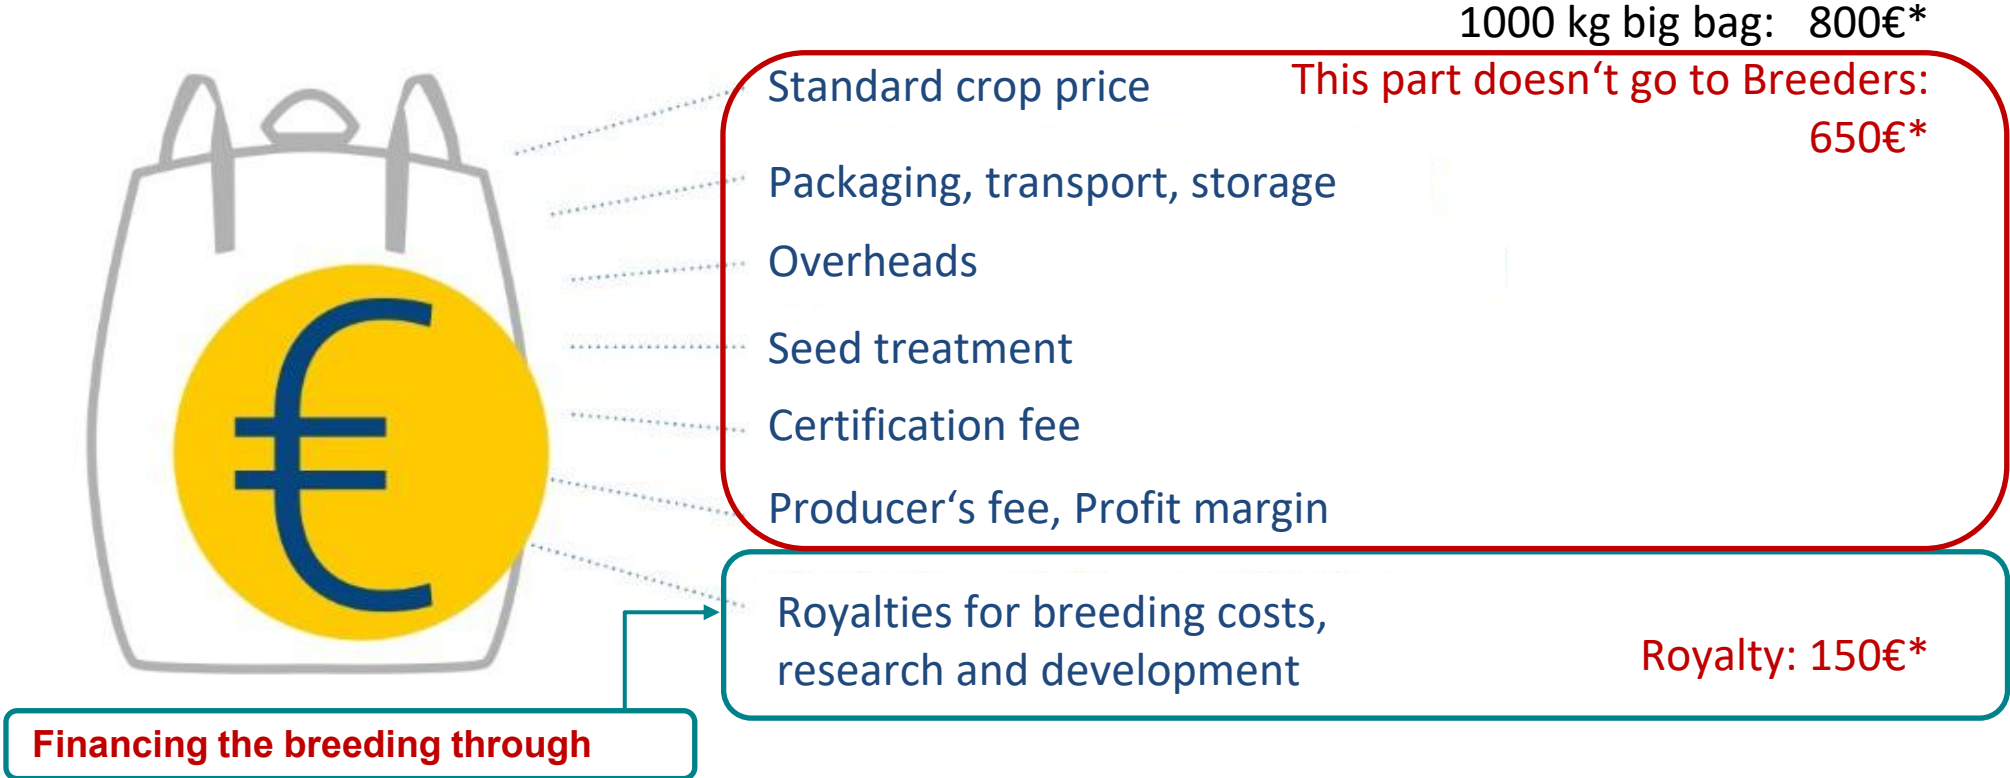 1000 kg big bag: 800€*
Standard crop price
This part doesn‘t go to Breeders:
650€*
Packaging, transport, storage
Overheads
Seed treatment
Certification fee
Producer‘s fee, Profit margin
Royalties for breeding costs,
research and development
Royalty: 150€*
€
Financing the breeding through